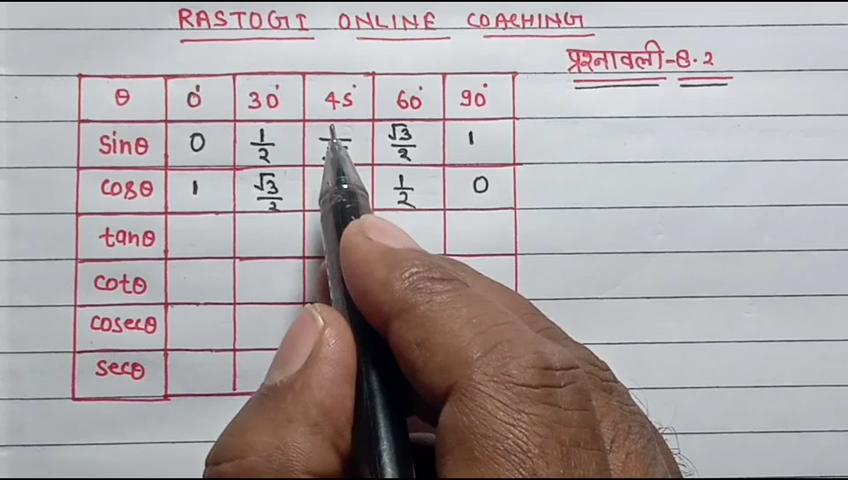 RASTOGI ONLINE COACHING
प्रश्नावली-8.2
θ 0° 30° 45° 60° 90°
sinθ 0 1/2 √3/2 1
cosθ 1 √3/2 1/2 0
tanθ
cotθ
cosecθ
secθ